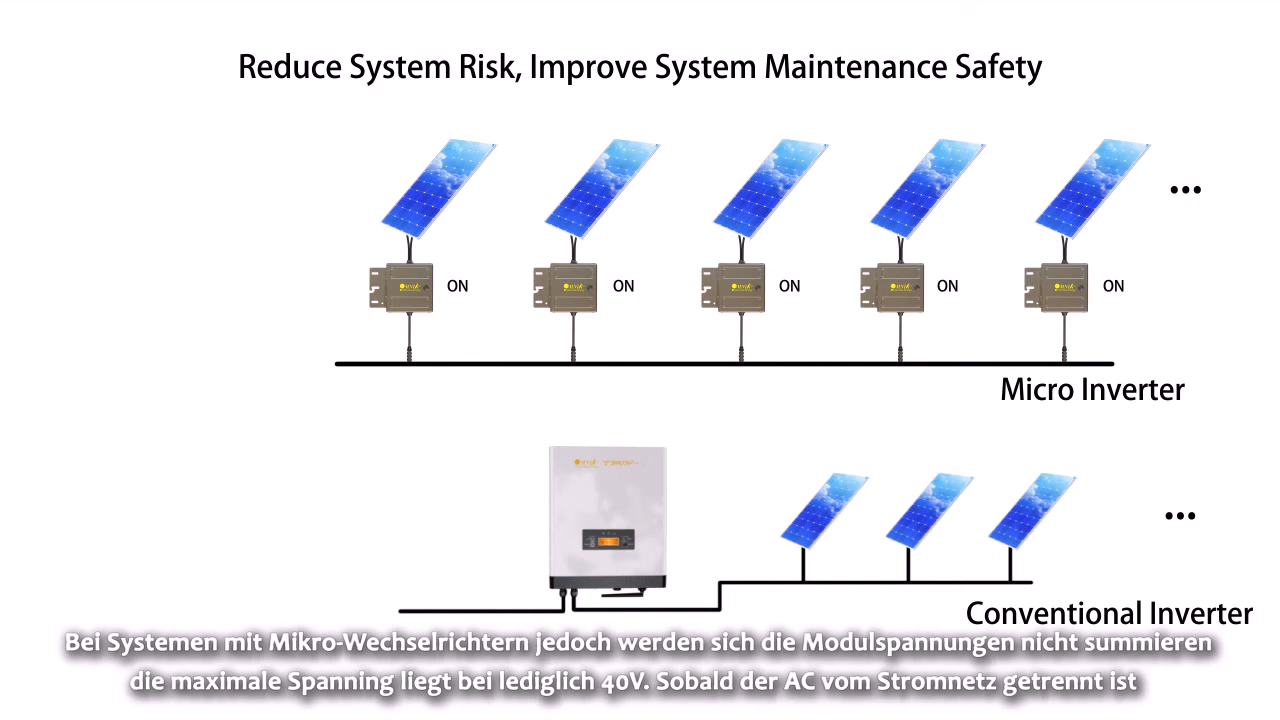 Reduce System Risk, Improve System Maintenance Safety
...
ON
ON
ON
ON
ON
Micro Inverter
...
Conventional Inverter
Bei Systemen mit Mikro-Wechselrichtern jedoch werden sich die Modulspannungen nicht summieren
die maximale Spanning liegt bei lediglich 40V. Sobald der AC vom Stromnetz getrennt ist